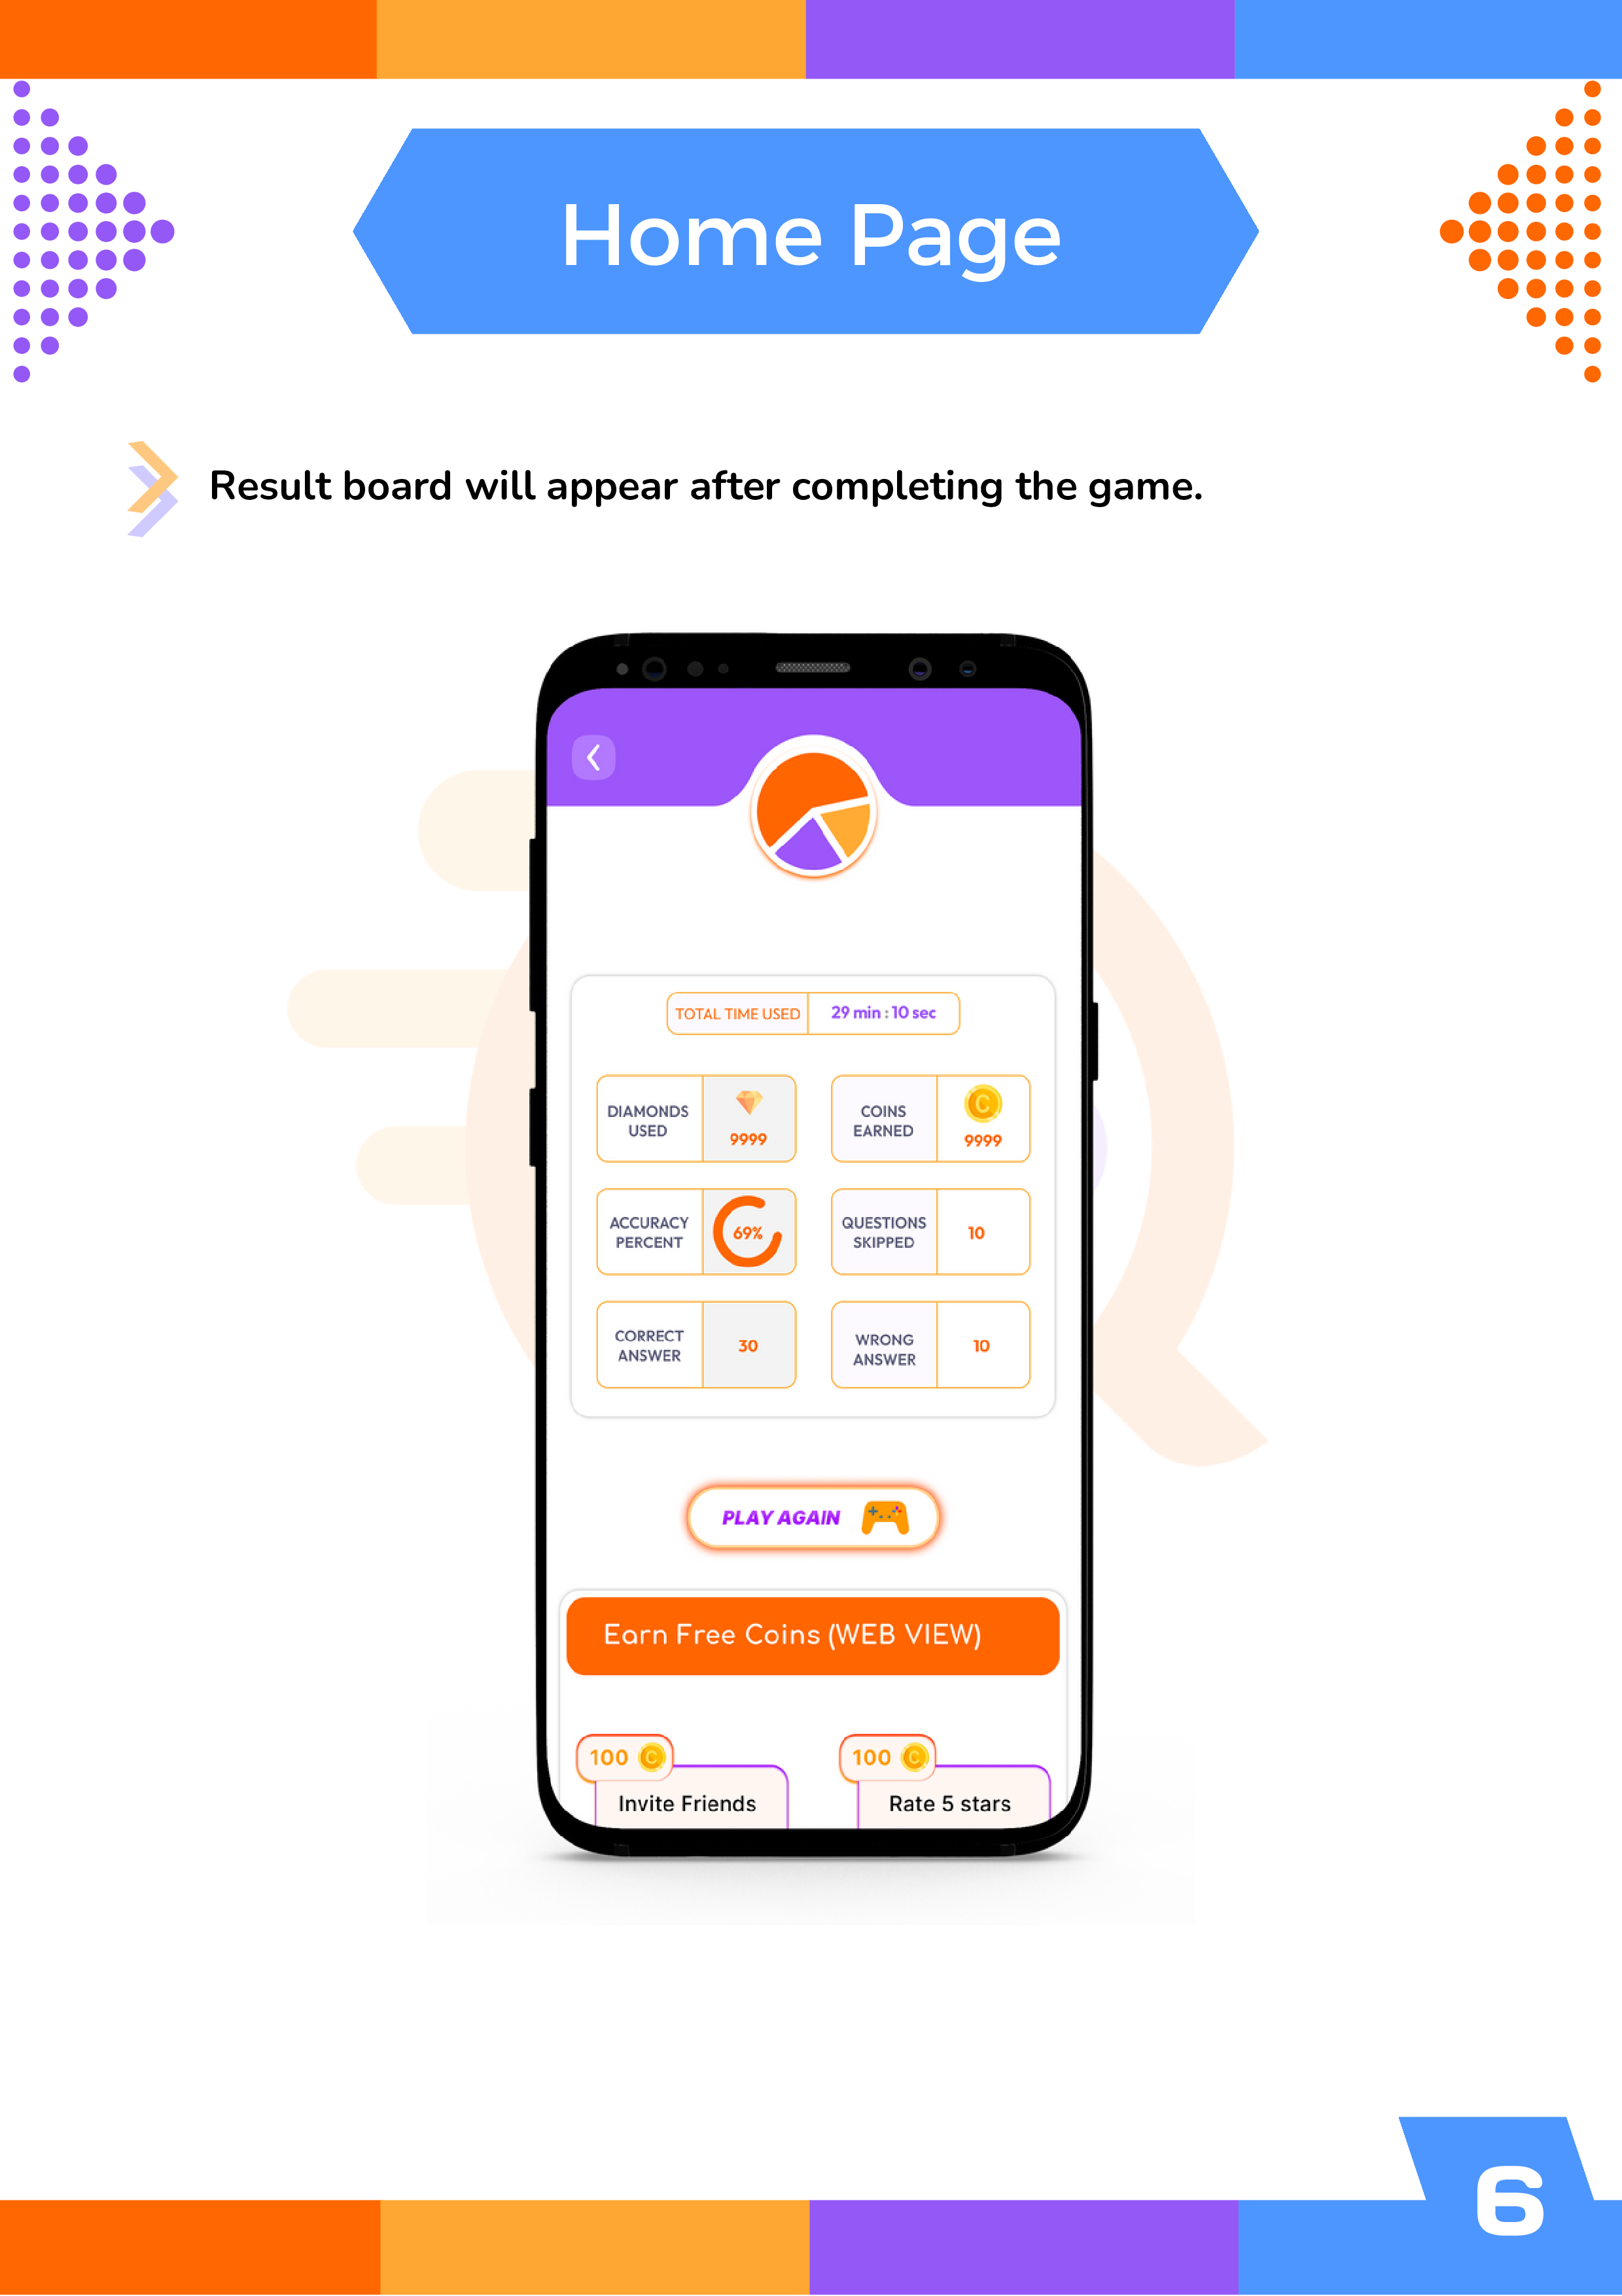 Home Page
Result board will appear after completing the game.
TOTAL TIME USED 29 min : 10 sec
DIAMONDS
USED
9999
COINS
EARNED
C
9999
ACCURACY
PERCENT
69%
QUESTIONS
SKIPPED
10
CORRECT
ANSWER
30
WRONG
ANSWER
10
PLAY AGAIN
Earn Free Coins (WEB VIEW)
100 C
Invite Friends
100 C
Rate 5 stars
6